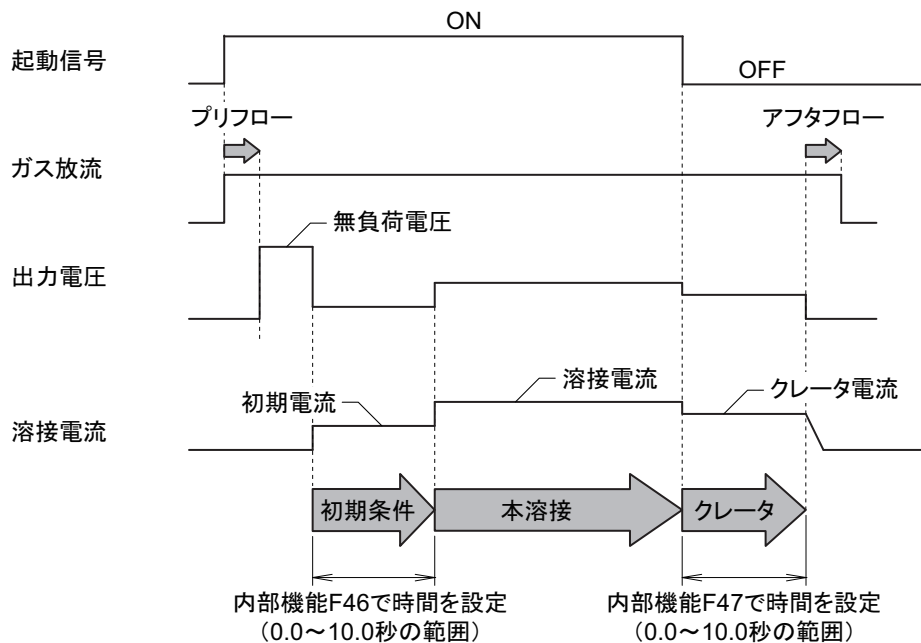 ON
起動信号
OFF
プリフロー
アフタフロー
ガス放流
無負荷電圧
出力電圧
溶接電流
初期電流
クレータ電流
溶接電流
初期条件
本溶接
クレータ
内部機能F46で時間を設定
（0.0～10.0秒の範囲）
内部機能F47で時間を設定
（0.0～10.0秒の範囲）